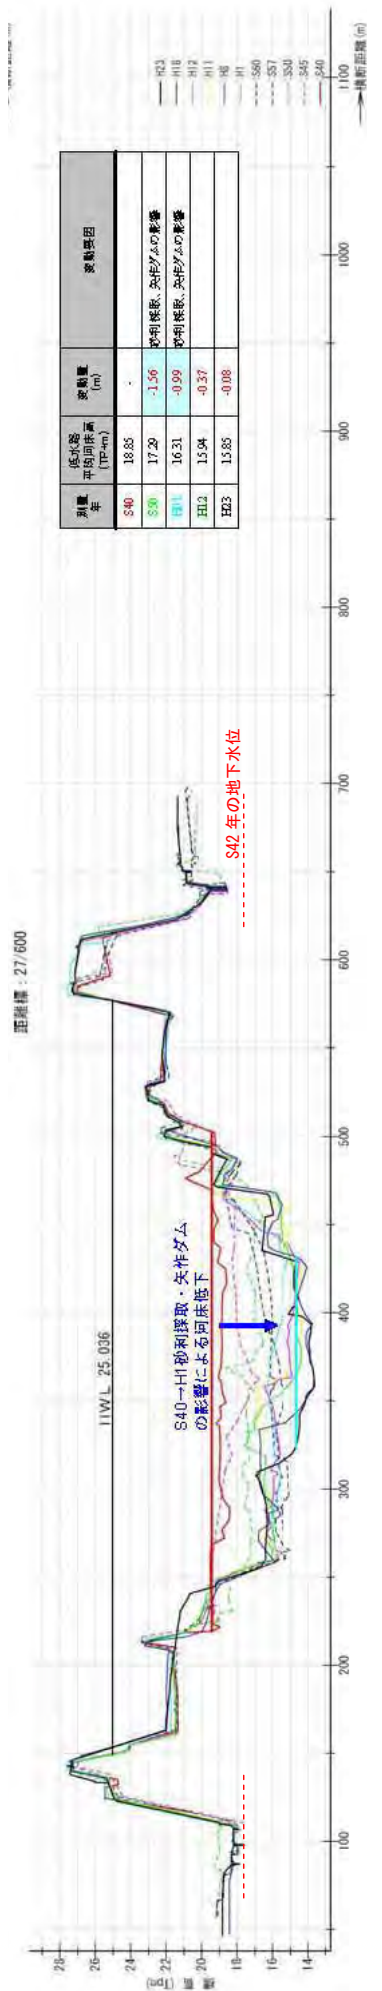 距離標：27/600
HWL 25.036
S40→H1砂利採取・矢作ダム
の影響による河床低下
S42 年の地下水位
測量
年
低水路
平均河床高
(TP+m)
変動量
(m)
変動要因
S40 18.85 -
S50 17.29 -1.56 砂利採取、矢作ダムの影響
H01 16.31 -0.99 砂利採取、矢作ダムの影響
H12 15.94 -0.37
H23 15.85 -0.08
H23
H18
H12
H11
H8
H1
S60
S57
S50
S45
S40
標高 (Tpm)
28
26
24
22
20
18
16
14
100
200
300
400
500
600
700
800
900
1000
1100
横断距離(m)